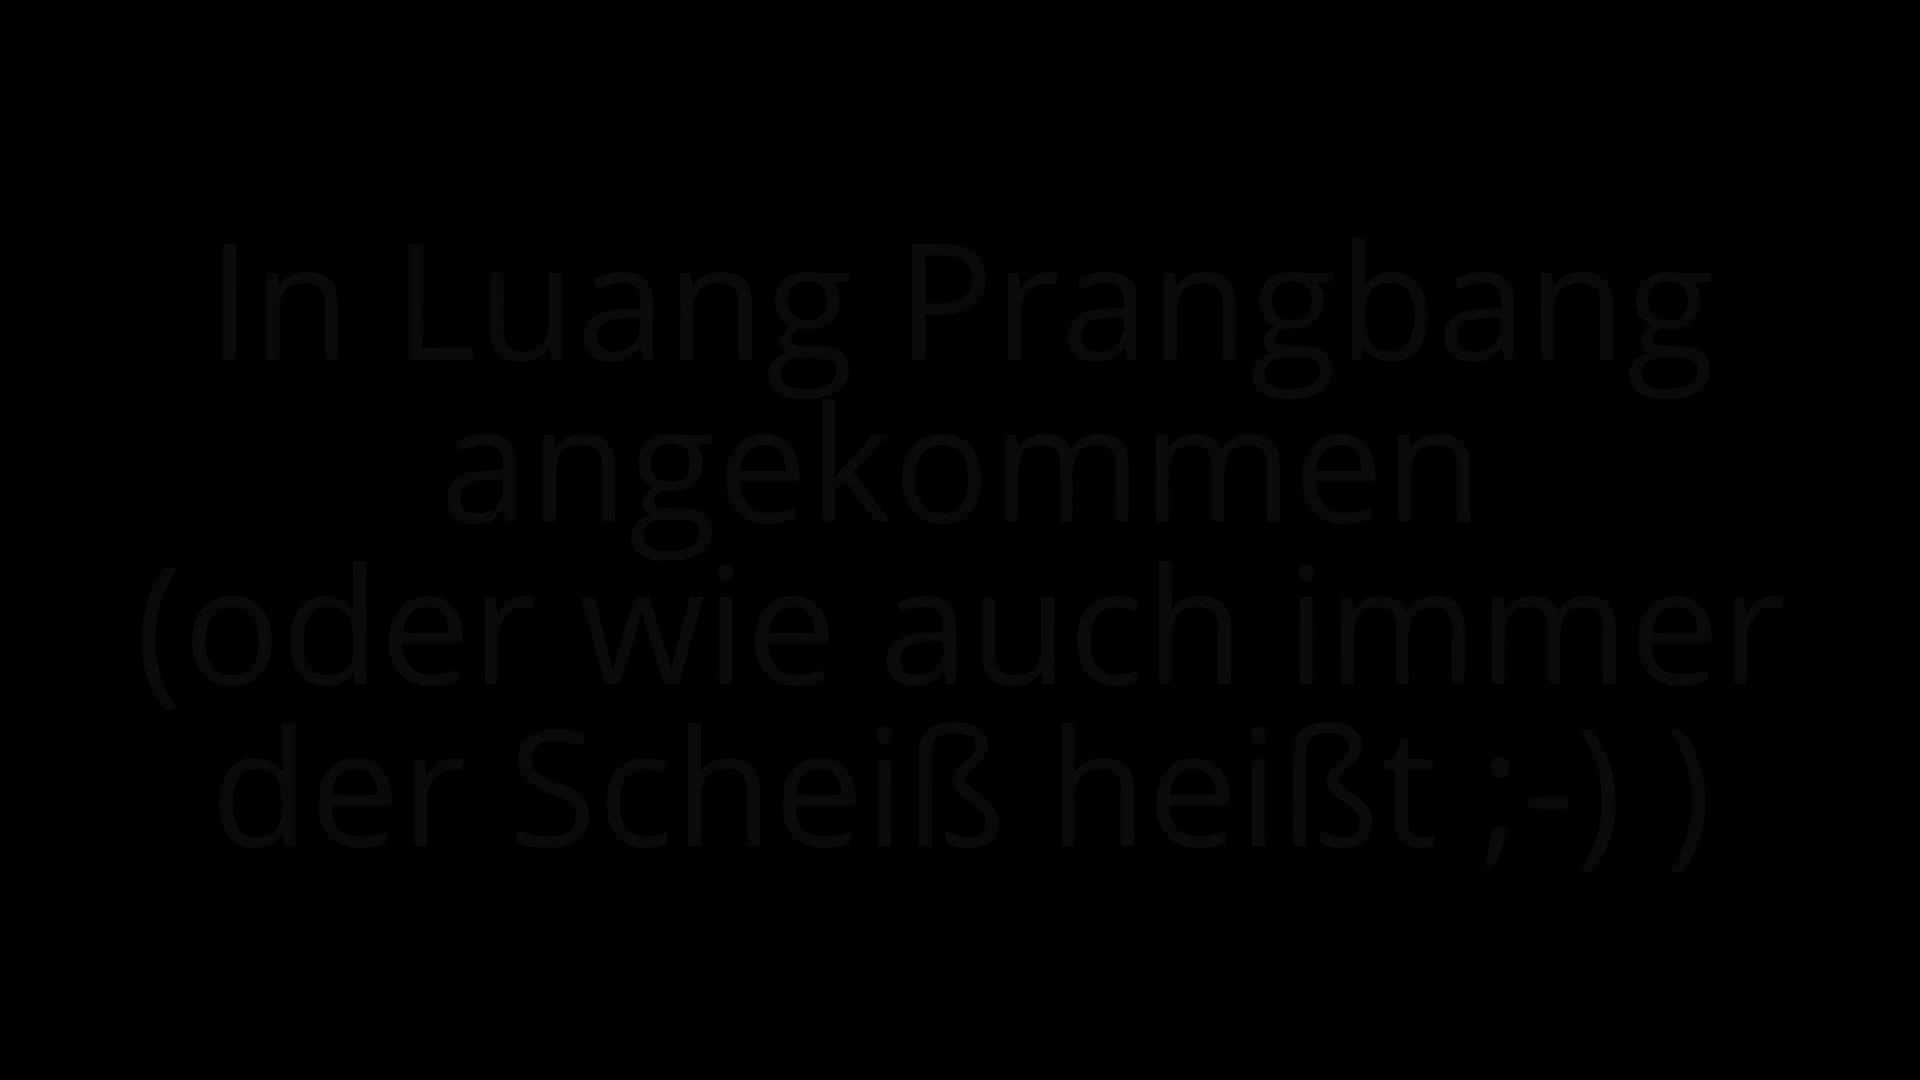 In Luang Prangbang
angekommen
(oder wie auch immer
der Scheiß heißt ;-) )